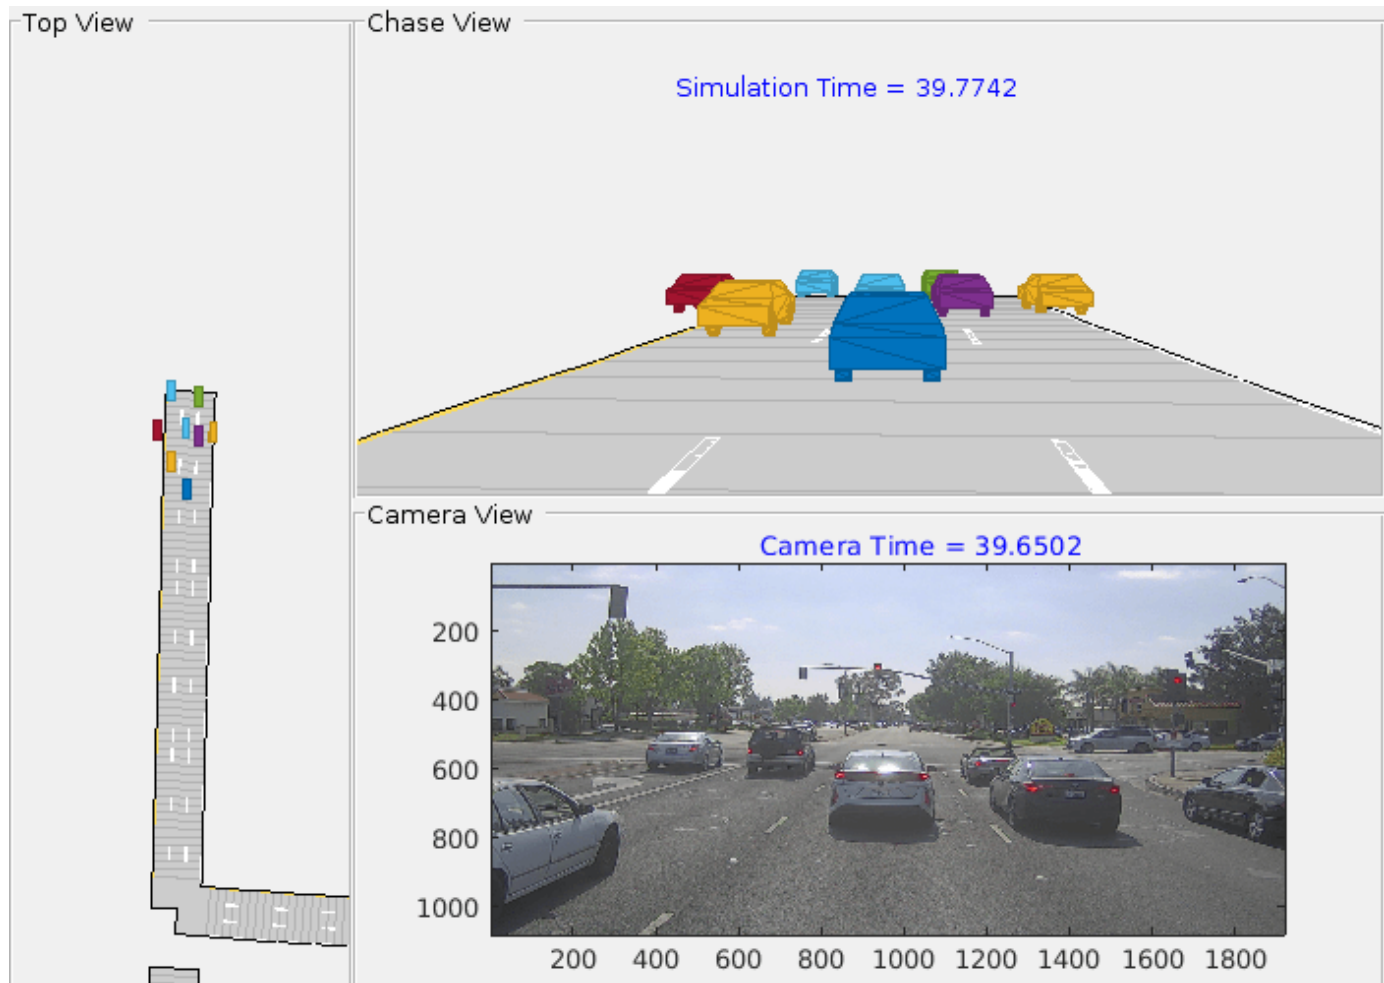 Top View
Chase View
Simulation Time = 39.7742
Camera View
Camera Time = 39.6502
200
400
600
800
1000
200 400 600 800 1000 1200 1400 1600 1800